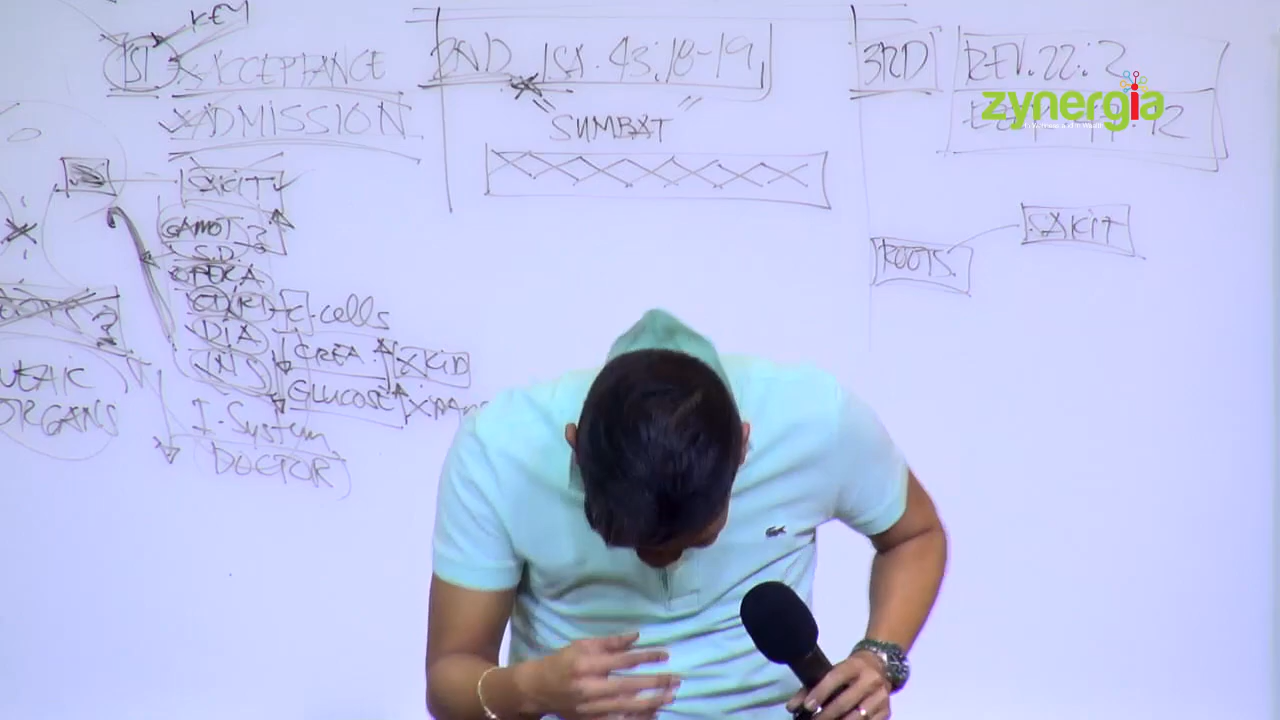 KEY
1ST ACCEPTANCE
ADMISSION
SAKIT
GAMOT ?
S.D
OPERA
T-cells
DIA CREA. KID
INS GLUCOSE
I-System
DOCTOR
WEAK
ORGANS
2ND ISA. 43:18-19
SUMBAT
3RD REV. 22:2
zynergia
SAKIT
ROOTS